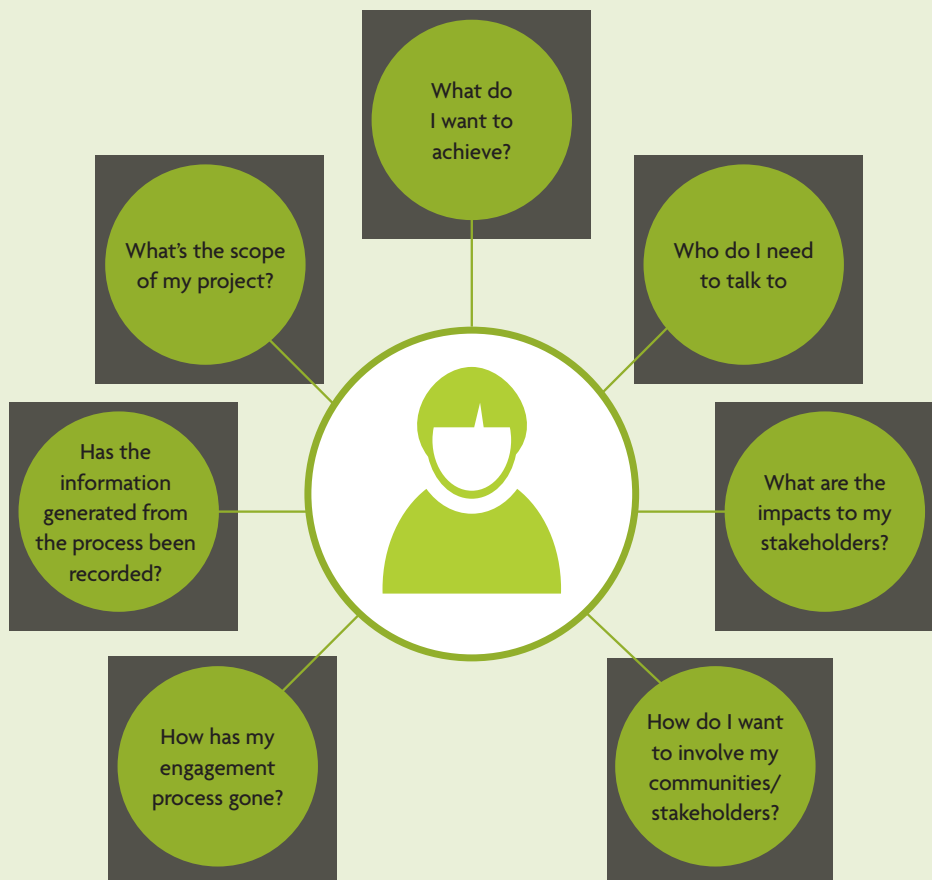 What do
I want to
achieve?
What's the scope
of my project?
Who do I need
to talk to
Has the
information
generated from
the process been
recorded?
What are the
impacts to my
stakeholders?
How has my
engagement
process gone?
How do I want
to involve my
communities/
stakeholders?